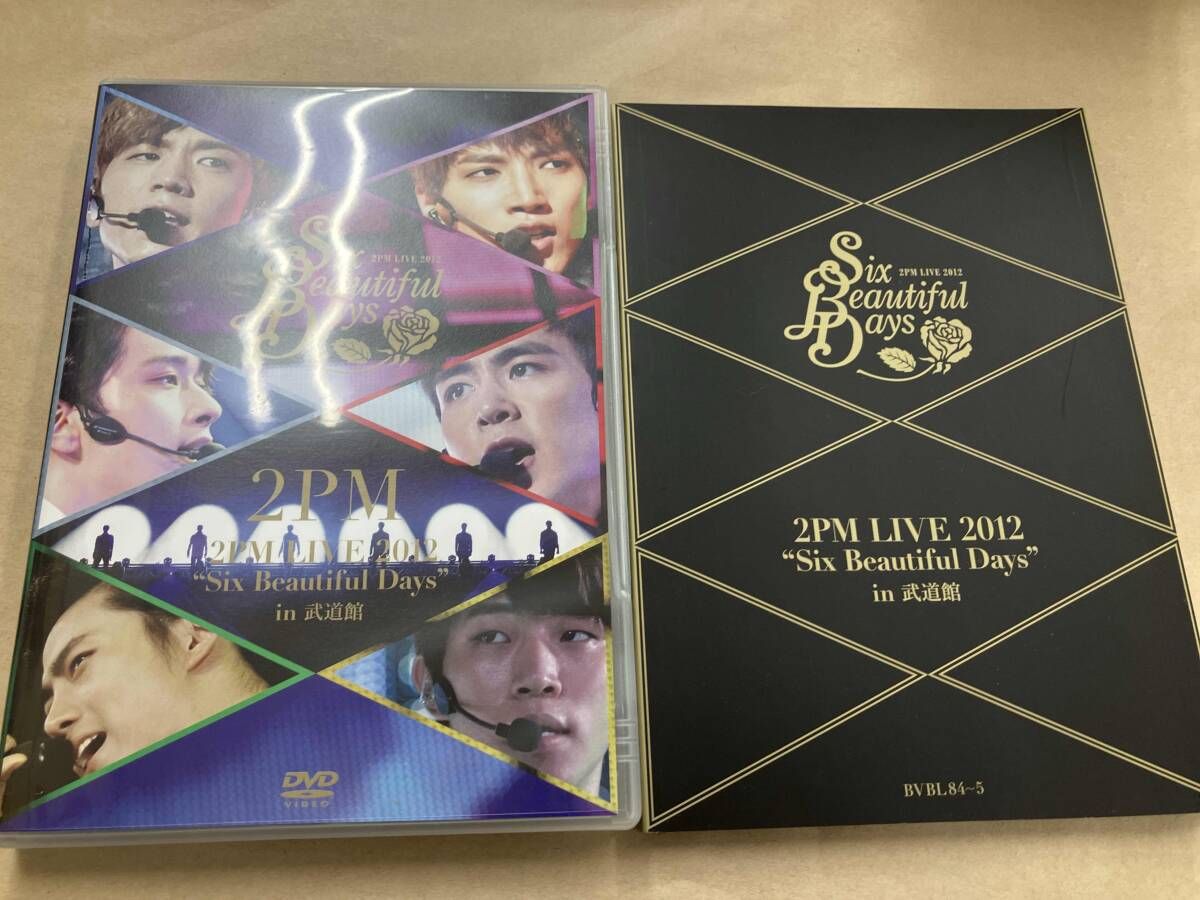 Six
2PM LIVE 2012
Beautiful
Days
2PM
2PM LIVE 2012
“Six Beautiful Days”
in 武道館
DVD
VIDEO
Six
2PM LIVE 2012
Beautiful
Days
2PM LIVE 2012
“Six Beautiful Days”
in 武道館
BVBL 84~5